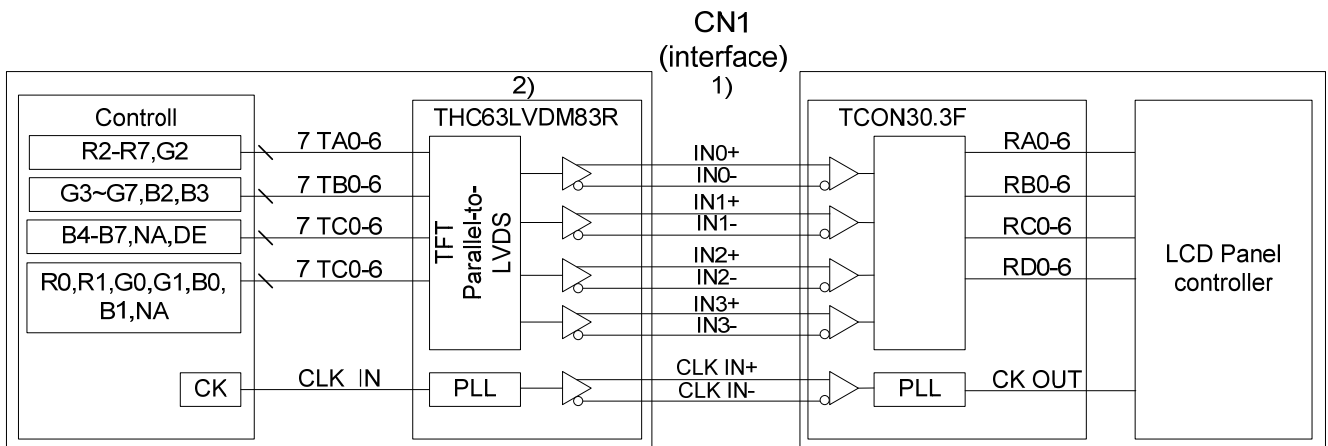 CN1
(interface)
1)
2)
Controll
R2-R7,G2
G3~G7,B2,B3
B4-B7,NA,DE
R0,R1,G0,G1,B0,
B1,NA
CK
7 TA0-6
7 TB0-6
7 TC0-6
7 TC0-6
CLK IN
THC63LVDM83R
TFT
Parallel-to-
LVDS
PLL
IN0+
IN0-
IN1+
IN1-
IN2+
IN2-
IN3+
IN3-
CLK IN+
CLK IN-
TCON30.3F
PLL
RA0-6
RB0-6
RC0-6
RD0-6
CK OUT
LCD Panel
controller